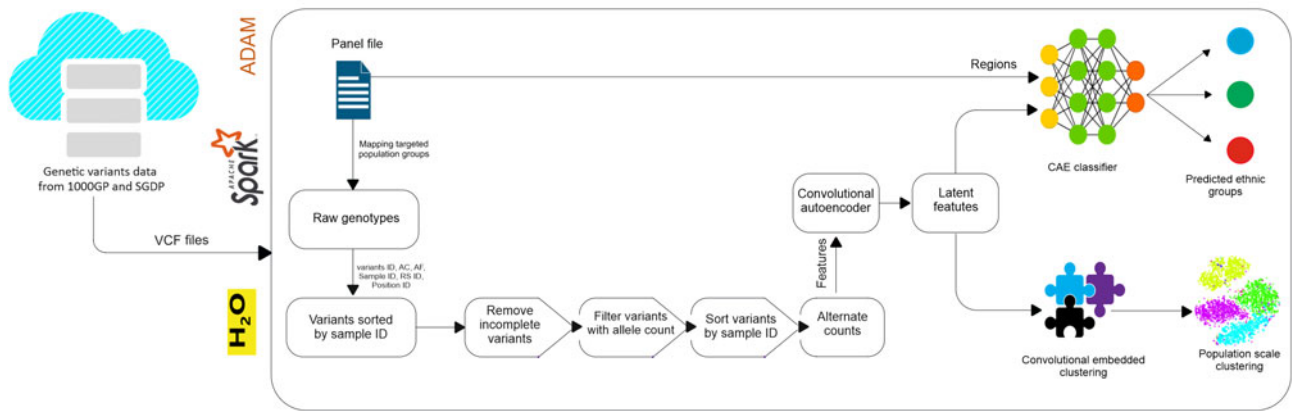 ADAM
Panel file
Regions
Genetic variants data
from 1000GP and SGDP
APACHE
Spark
Mapping targeted
population groups
CAE classifier
Predicted ethnic
groups
VCF files
Raw genotypes
Convolutional
autoencoder
Latent
featutes
variants ID, AC, AF,
Sample ID, RS ID,
Position ID
Features
H2O
Variants sorted
by sample ID
Remove
incomplete
variants
Filter variants
with allele count
Sort variants
by sample ID
Alternate
counts
Convolutional embedded
clustering
Population scale
clustering